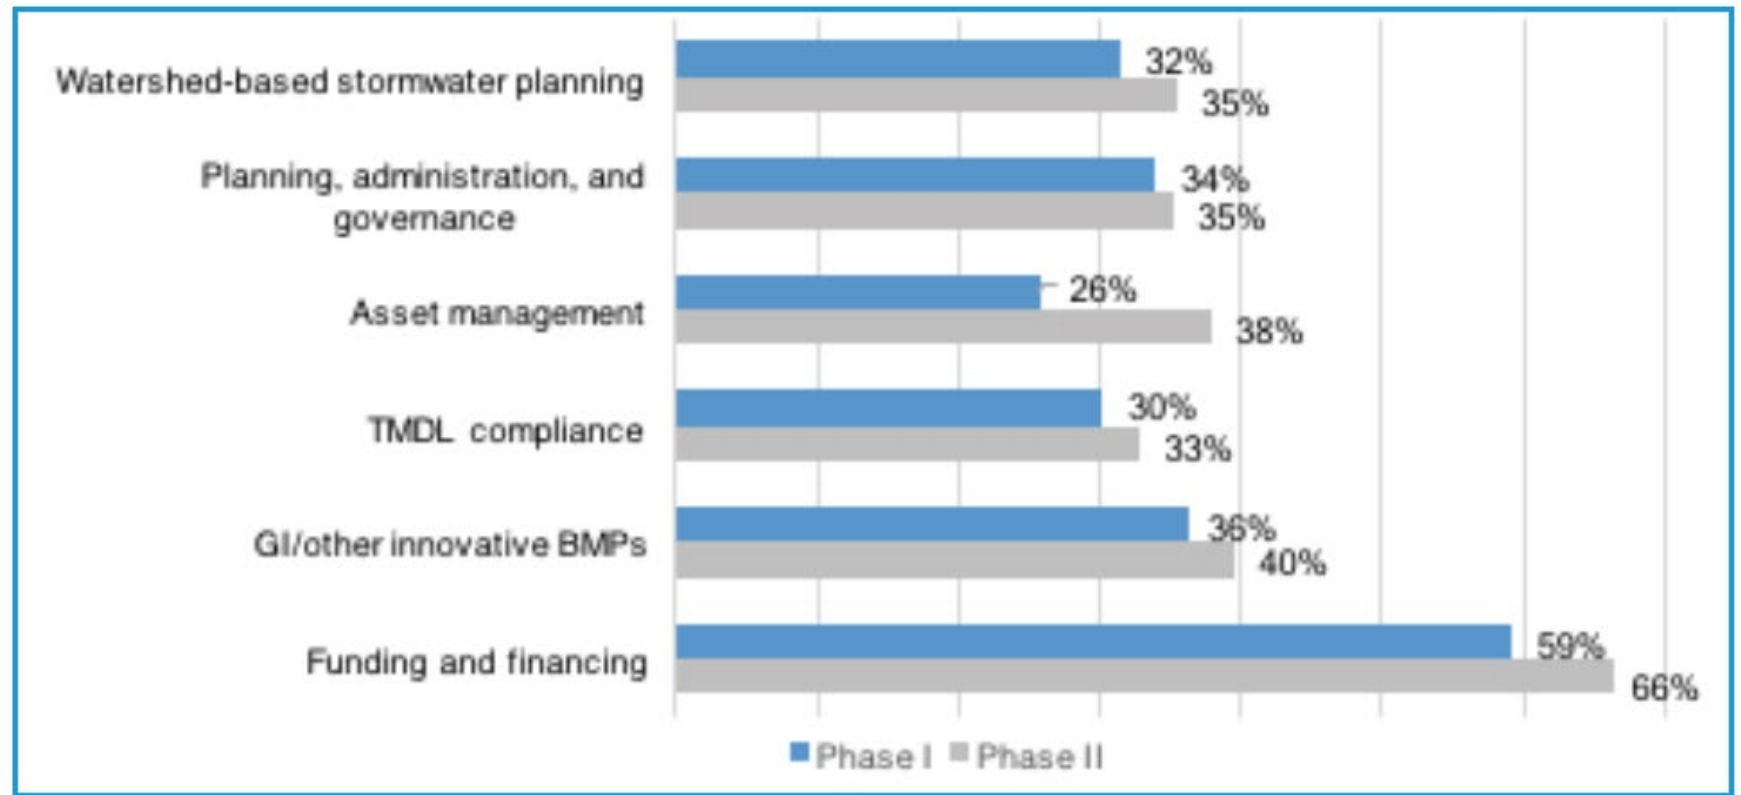 Watershed-based stormwater planning
32%
35%
Planning, administration, and
governance
34%
35%
Asset management
26%
38%
TMDL compliance
30%
33%
GI/other innovative BMPs
36%
40%
Funding and financing
59%
66%
Phase I Phase II